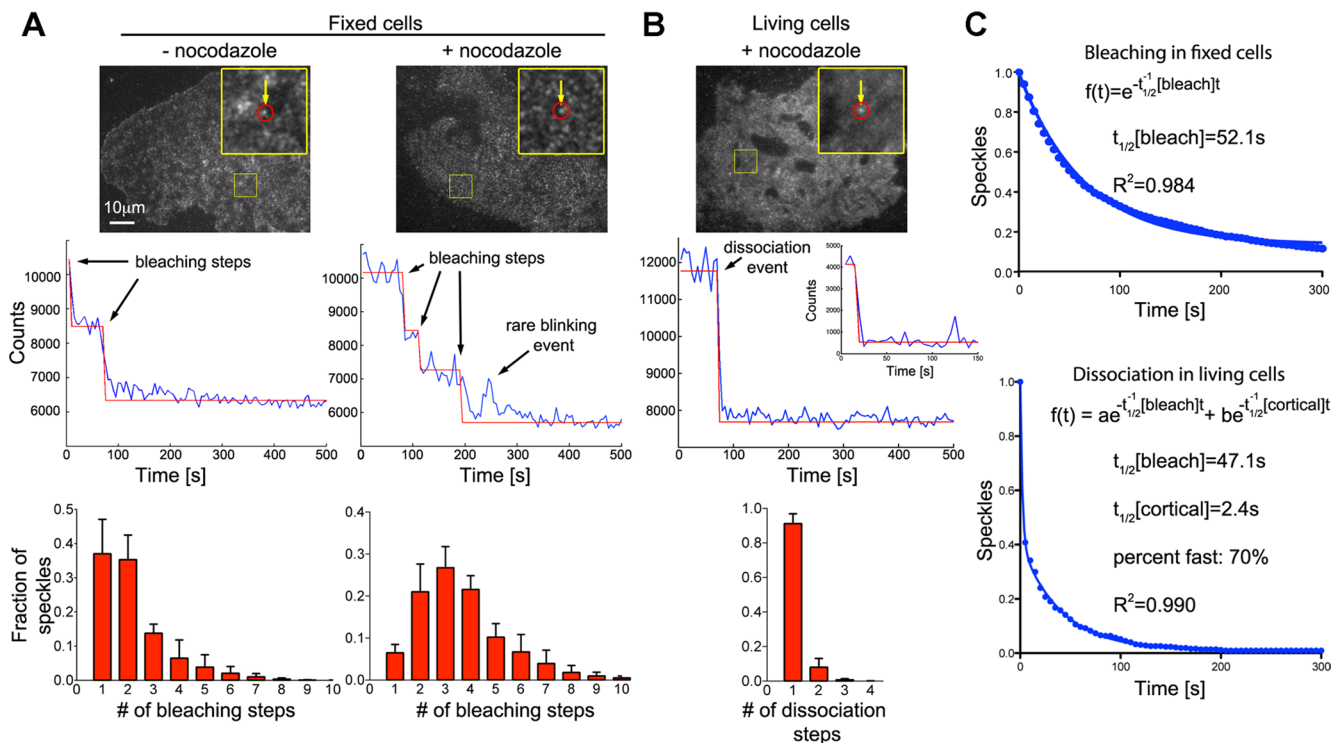 A
Fixed cells
- nocodazole
+ nocodazole
10μm
10000
8000
6000
Counts
bleaching steps
0 100 200 300 400 500
Time [s]
10000
9000
8000
7000
6000
bleaching steps
rare blinking
event
0 100 200 300 400 500
Time [s]
Fraction of
speckles
0.5
0.4
0.3
0.2
0.1
0.0
0 1 2 3 4 5 6 7 8 9 10
# of bleaching steps
0.4
0.3
0.2
0.1
0.0
0 1 2 3 4 5 6 7 8 9 10
# of bleaching steps
B
Living cells
+ nocodazole
12000
11000
10000
9000
8000
dissociation
event
0 100 200 300 400 500
Time [s]
Counts
5000
4000
3000
2000
1000
0
0 50 100 150
Time [s]
1.0
0.8
0.6
0.4
0.2
0.0
0 1 2 3 4
# of dissociation
steps
C
Bleaching in fixed cells
f(t)=e^-t_1/2^-1[bleach]t
t_1/2[bleach]=52.1s
R²=0.984
Speckles
1.0
0.8
0.6
0.4
0.2
0
0 100 200 300
Time [s]
Dissociation in living cells
f(t) = ae^-t_1/2^-1[bleach]t + be^-t_1/2^-1[cortical]t
t_1/2[bleach]=47.1s
t_1/2[cortical]=2.4s
percent fast: 70%
R²=0.990
Speckles
1.0
0.8
0.6
0.4
0.2
0.0
0 100 200 300
Time [s]